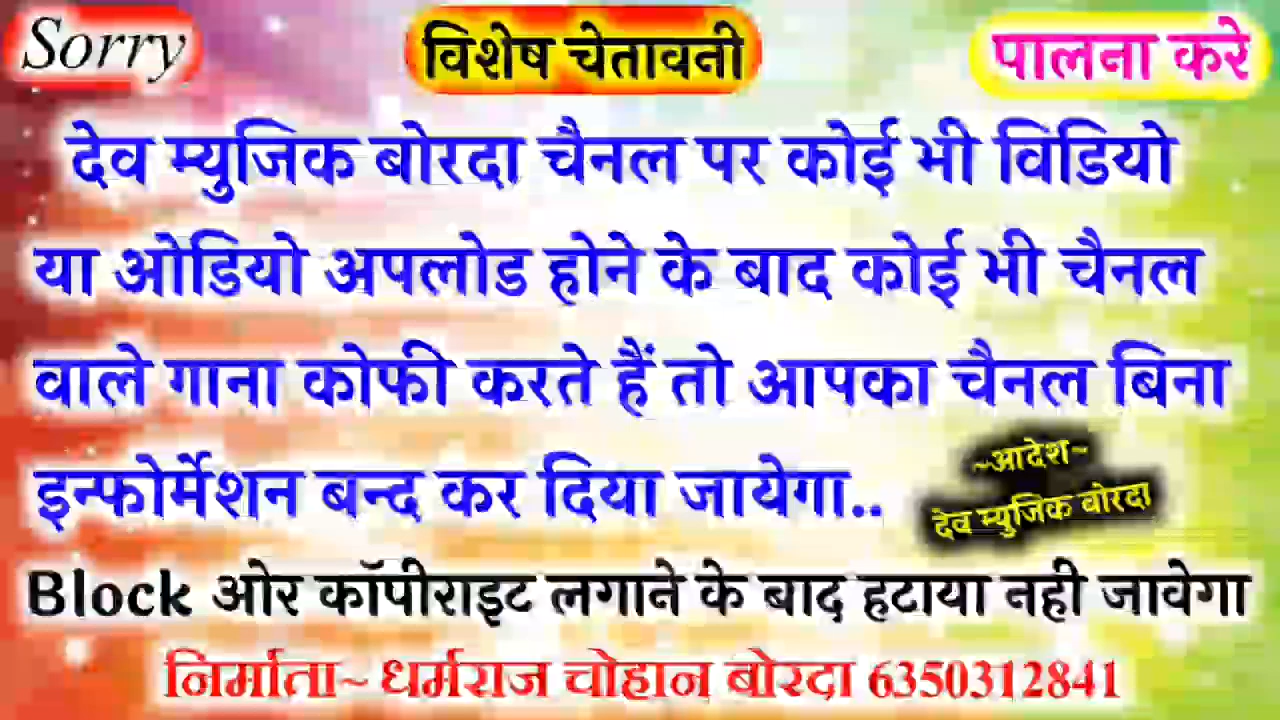 Sorry विशेष चेतावनी पालना करे
देव म्युजिक बोरदा चैनल पर कोई भी विडियो
या ओडियो अपलोड होने के बाद कोई भी चैनल
वाले गाना कोफी करते हैं तो आपका चैनल बिना
इन्फोर्मेशन बन्द कर दिया जायेगा..
~आदेश~
देव म्युजिक बोरदा
Block ओर कॉपीराइट लगाने के बाद हटाया नही जावेगा
निर्माता~ धर्मराज चोहान बोरदा 6350312841